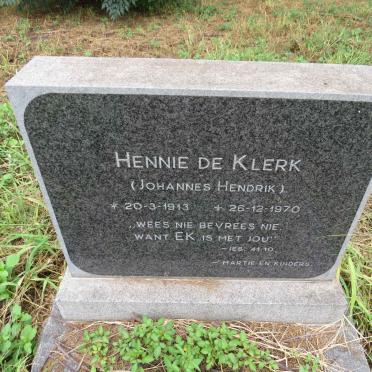 HENNIE DE KLERK
(JOHANNES HENDRIK)
* 20-3-1913 + 26-12-1970
„WEES NIE BEVREES NIE,
WANT EK IS MET JOU"
– JES. 41:10.
– MARTIE EN KINDERS.